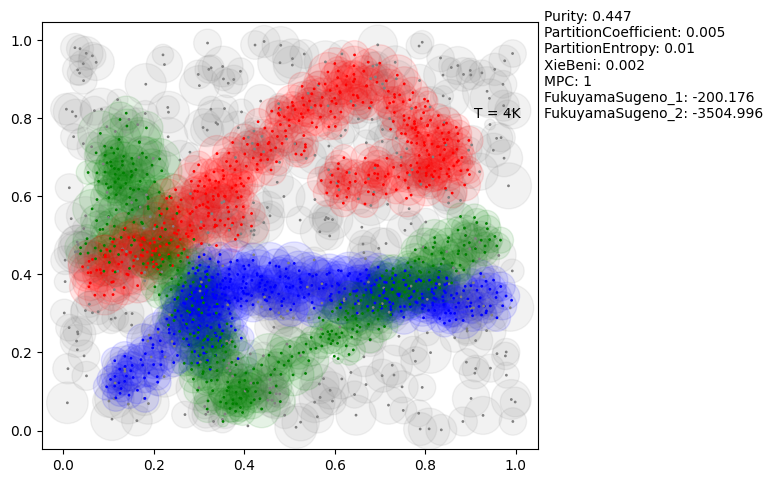 Purity: 0.447
PartitionCoefficient: 0.005
PartitionEntropy: 0.01
XieBeni: 0.002
MPC: 1
FukuyamaSugeno_1: -200.176
FukuyamaSugeno_2: -3504.996
T = 4K
1.0
0.8
0.6
0.4
0.2
0.0
0.0 0.2 0.4 0.6 0.8 1.0